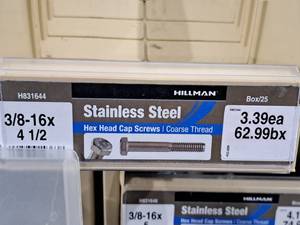 H831644
HILLMAN
Box/25
3/8-16x
4 1/2
Stainless Steel
Hex Head Cap Screws / Coarse Thread
3.39ea
62.99bx
HILLMAN
3/8-16x
Stainless Steel